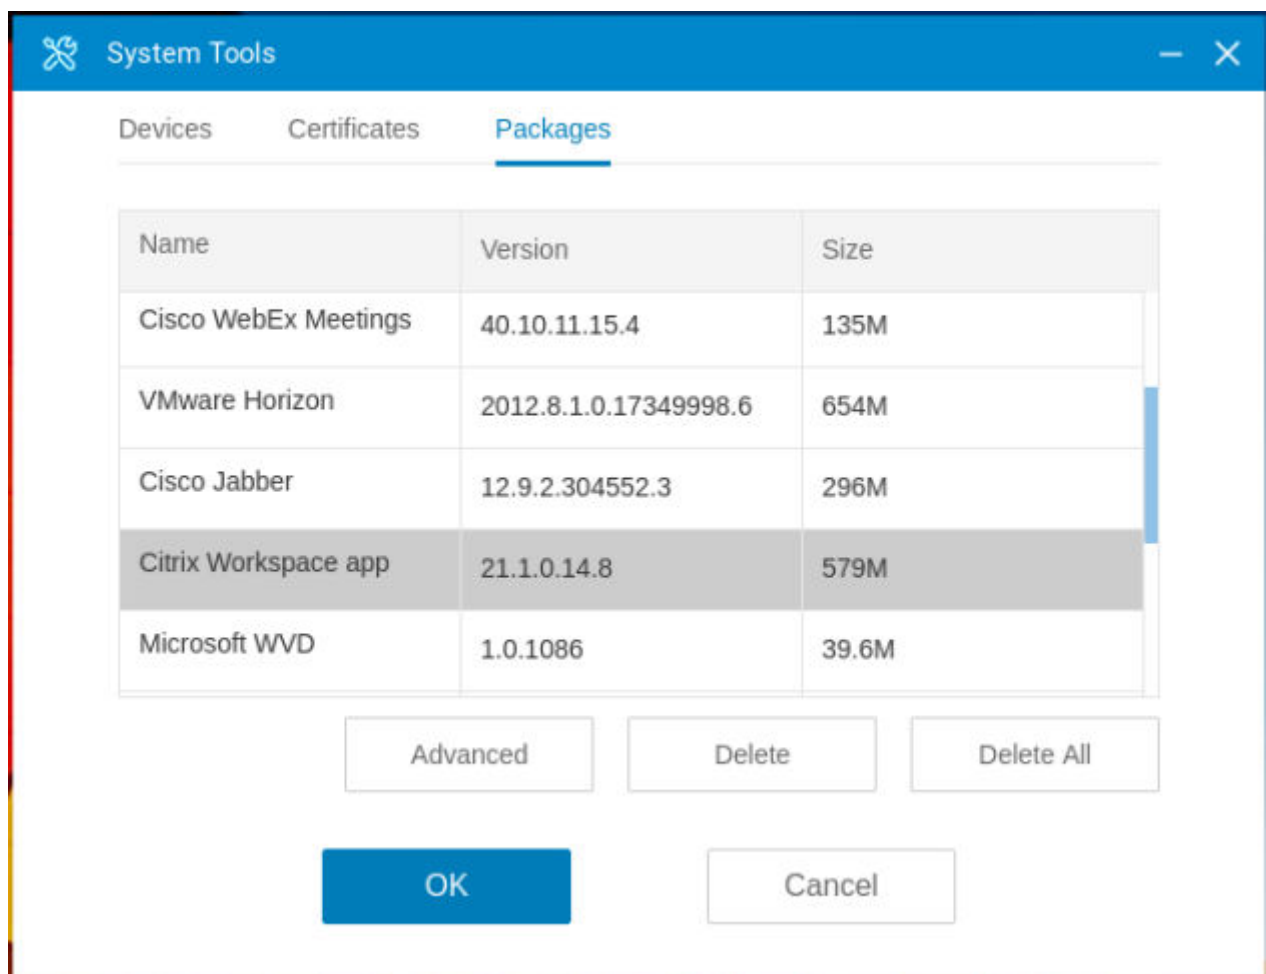 System Tools
Devices Certificates Packages
Name Version Size
Cisco WebEx Meetings 40.10.11.15.4 135M
VMware Horizon 2012.8.1.0.17349998.6 654M
Cisco Jabber 12.9.2.304552.3 296M
Citrix Workspace app 21.1.0.14.8 579M
Microsoft WVD 1.0.1086 39.6M
Advanced Delete Delete All
OK Cancel